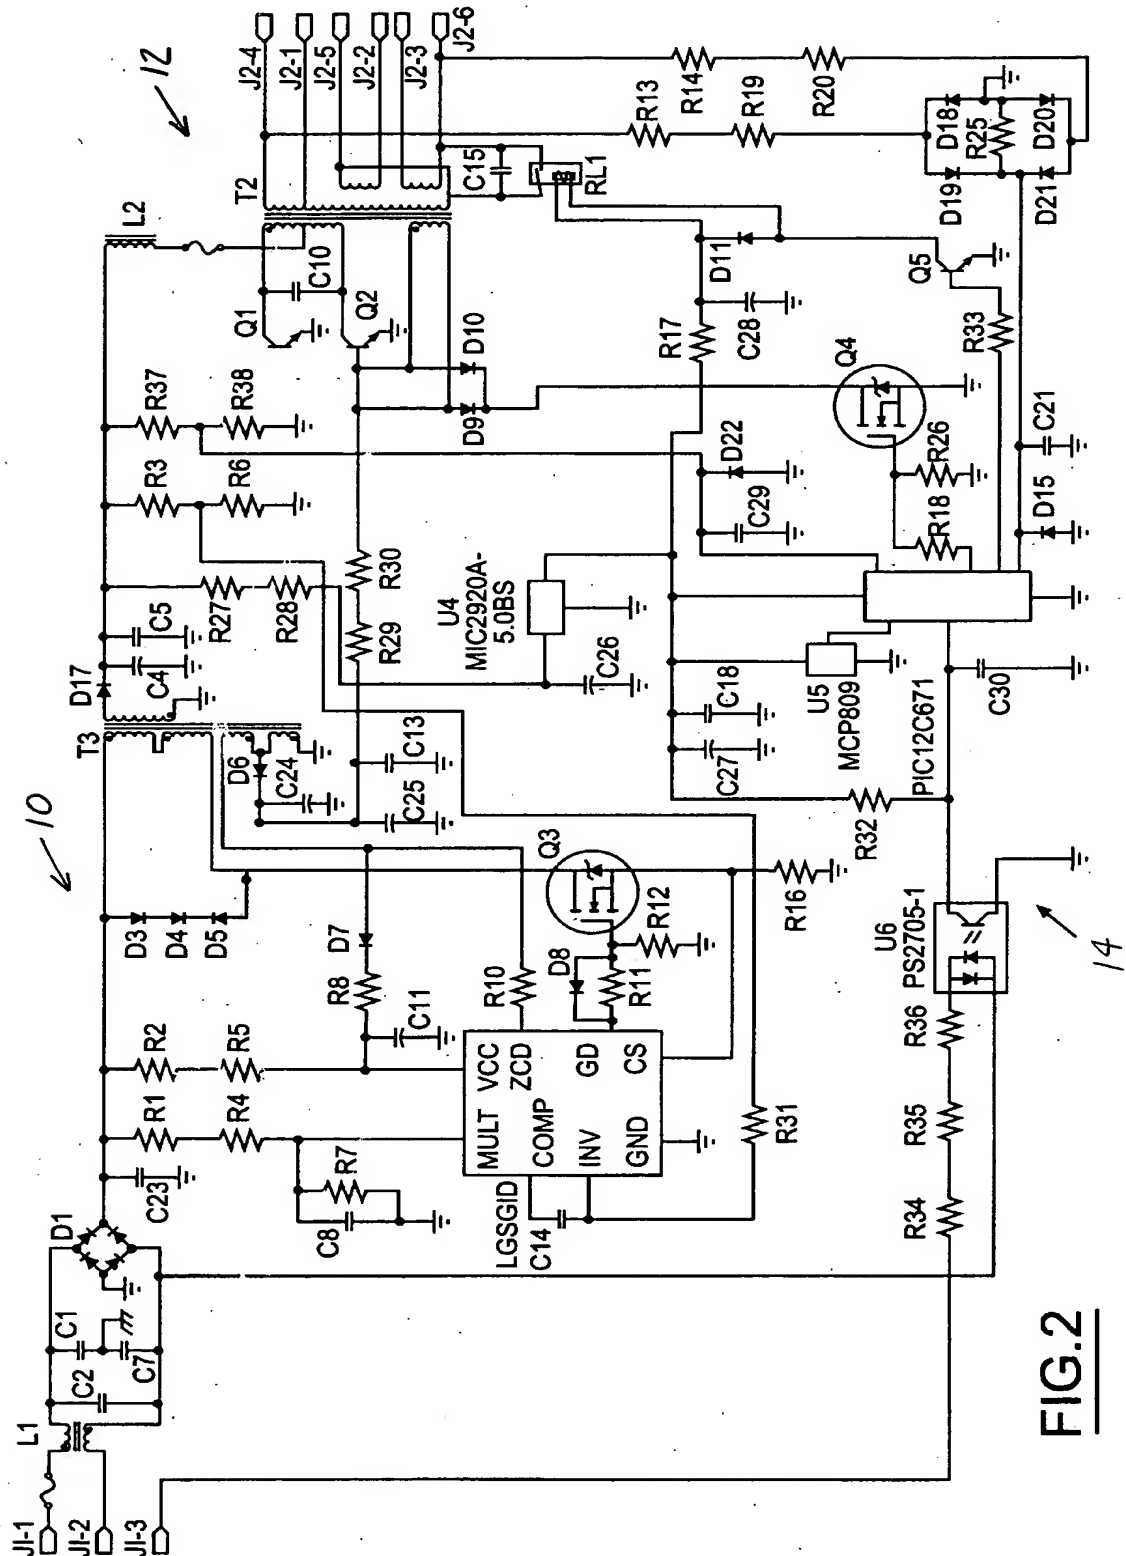 JI-1
JI-2
JI-3
L1
C2
C1
C7
D1
C23
R1
R2
R4
R5
R7
C8
D3
D4
D5
10
T3
D17
C4
C5
D6
C24
C25
C13
R27
R28
R3
R6
R37
R38
R29
R30
L2
T2
Q1
C10
Q2
D9
D10
12
J2-4
J2-1
J2-5
J2-2
J2-3
J2-6
C15
RL1
R13
R14
R19
R20
D18
R25
D20
D19
D21
D7
R8
C11
R10
D8
R11
R12
Q3
R16
MULT
VCC
ZCD
COMP
GD
INV
CS
GND
LGSGID
C14
R31
U4
MIC2920A-
5.0BS
C26
C18
C27
C29
D22
R17
C28
D11
Q5
Q4
R33
R26
R18
C21
D15
U5
MCP809
PIC12C671
C30
R32
U6
PS2705-1
14
R36
R35
R34
FIG.2